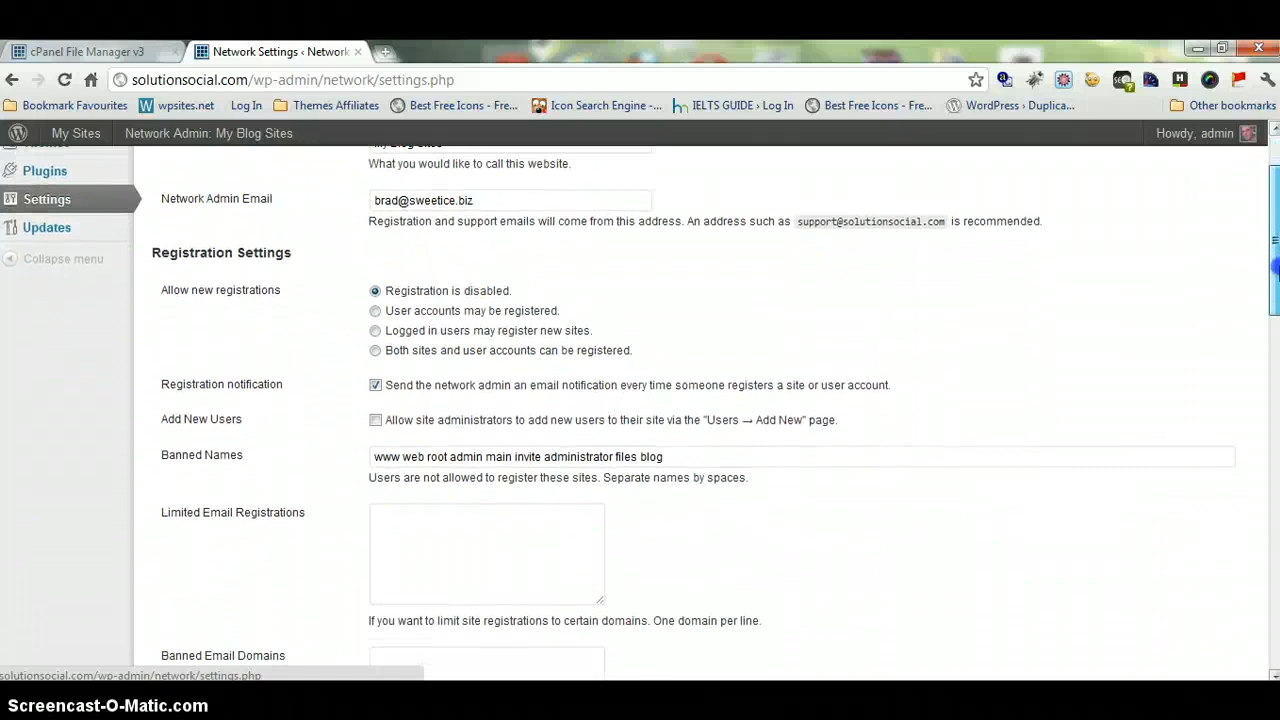 cPanel File Manager v3
Network Settings ‹ Network
solutionsocial.com/wp-admin/network/settings.php
Bookmark Favourites wpsites.net Log In Themes Affiliates Best Free Icons - Fre... Icon Search Engine -... IELTS GUIDE › Log In Best Free Icons - Fre... WordPress › Duplica... Other bookmarks
My Sites Network Admin: My Blog Sites Howdy, admin
Plugins
Settings
Updates
Collapse menu
What you would like to call this website.
Network Admin Email brad@sweetice.biz
Registration and support emails will come from this address. An address such as support@solutionsocial.com is recommended.
Registration Settings
Allow new registrations Registration is disabled.
User accounts may be registered.
Logged in users may register new sites.
Both sites and user accounts can be registered.
Registration notification Send the network admin an email notification every time someone registers a site or user account.
Add New Users Allow site administrators to add new users to their site via the "Users → Add New" page.
Banned Names www web root admin main invite administrator files blog
Users are not allowed to register these sites. Separate names by spaces.
Limited Email Registrations
If you want to limit site registrations to certain domains. One domain per line.
Banned Email Domains
solutionsocial.com/wp-admin/network/settings.php
Screencast-O-Matic.com